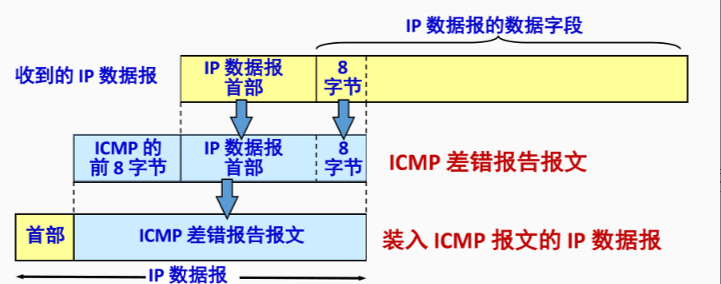 IP 数据报的数据字段
收到的 IP 数据报
IP 数据报
首部
8
字节
ICMP 的
前 8 字节
IP 数据报
首部
8
字节
ICMP 差错报告报文
首部
ICMP 差错报告报文
装入 ICMP 报文的 IP 数据报
IP 数据报